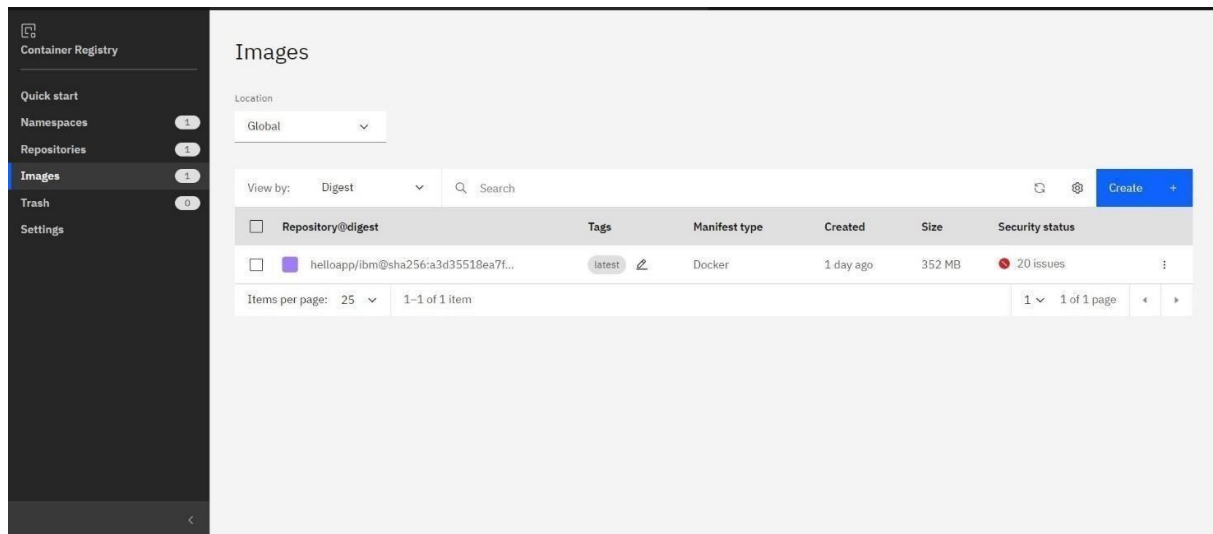 Container Registry
Quick start
Namespaces 1
Repositories 1
Images 1
Trash 0
Settings
Images
Location
Global
View by: Digest Search Create +
Repository@digest Tags Manifest type Created Size Security status
helloapp/ibm@sha256:a3d35518ea7f... latest Docker 1 day ago 352 MB 20 issues
Items per page: 25 1–1 of 1 item 1 1 of 1 page